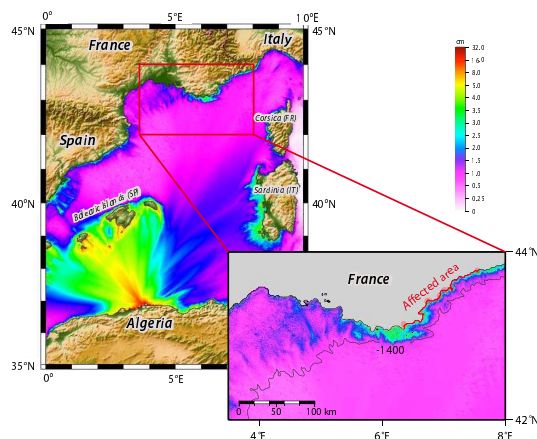 0°
5°E
10°E
45°N
45°N
cm
France
Italy
32.0
16.0
8.0
6.0
5.0
4.0
3.5
3.0
2.5
2.0
1.5
1.0
0.5
0.25
0
Corsica (FR)
Spain
Sardinia (IT)
Balearic Islands (SP)
40°N
40°N
44°N
Affected area
France
Algeria
-1400
35°N
0°
5°E
0 50 100 km
42°N
4°E
6°E
8°E